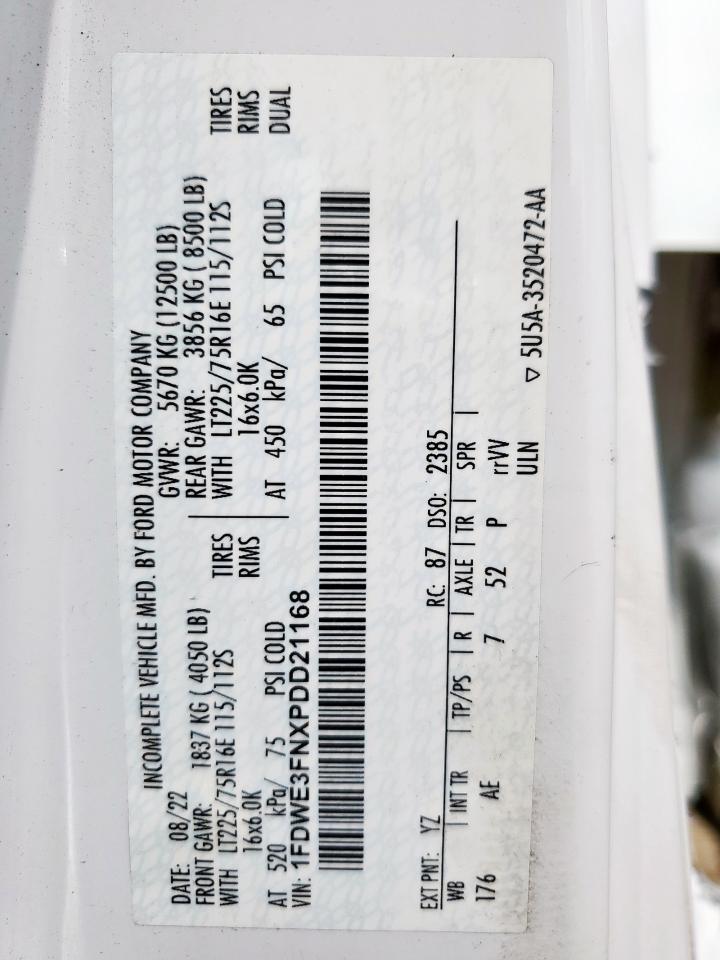 INCOMPLETE VEHICLE MFD. BY FORD MOTOR COMPANY
DATE: 08/22 GVWR: 5670 KG (12500 LB)
FRONT GAWR: 1837 KG ( 4050 LB) REAR GAWR: 3856 KG ( 8500 LB)
WITH LT225/75R16E 115/112S TIRES WITH LT225/75R16E 115/112S TIRES
16x6.0K RIMS 16x6.0K RIMS
AT 520 kPa/ 75 PSI COLD AT 450 kPa/ 65 PSI COLD DUAL
VIN: 1FDWE3FNXPDD21168
EXT PNT: YZ RC: 87 DSO: 2385
WB | INT TR | TP/PS | R | AXLE | TR | SPR |
176 AE 7 52 P rrVV
ULN
▽ 5U5A-3520472-AA